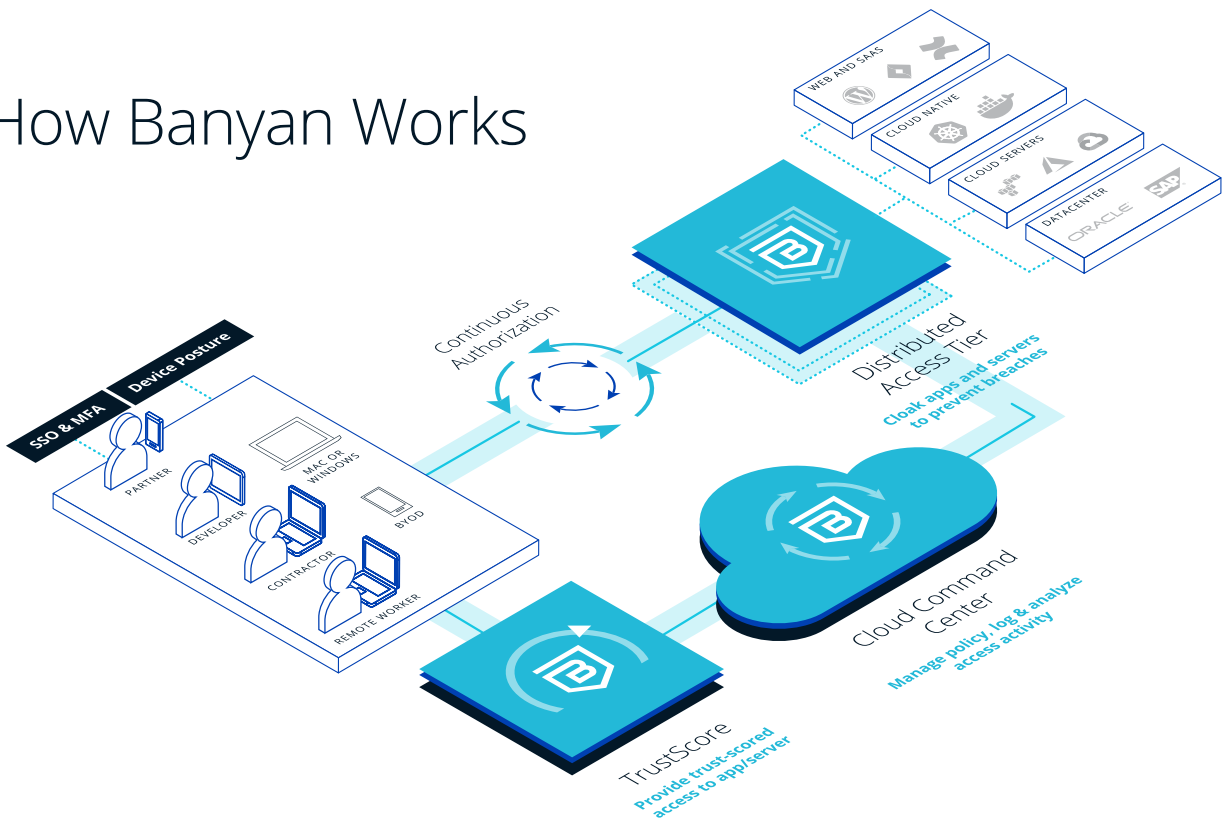 How Banyan Works
WEB AND SAAS
CLOUD NATIVE
CLOUD SERVERS
DATACENTER
ORACLE
SAP
Continuous
Authorization
Distributed
Access Tier
Cloak apps and servers
to prevent breaches
Device Posture
SSO & MFA
PARTNER
DEVELOPER
CONTRACTOR
REMOTE WORKER
MAC OR
WINDOWS
BYOD
Cloud Command
Center
Manage policy, log & analyze
access activity
TrustScore
Provide trust-scored
access to app/server